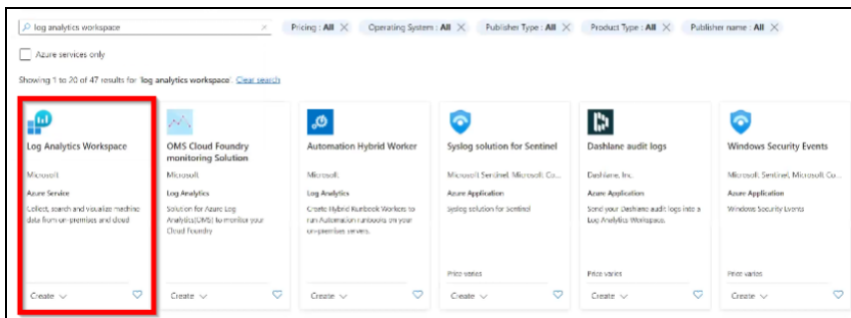 log analytics workspace
Pricing : All
Operating System : All
Publisher Type : All
Product Type : All
Publisher name : All
Azure services only
Showing 1 to 20 of 47 results for 'log analytics workspace'. Clear search
Log Analytics Workspace
Microsoft
Azure Service
Collect, search and visualize machine
data from on-premises and cloud
Create
OMS Cloud Foundry
monitoring Solution
Microsoft
Log Analytics
Solution for Azure Log
Analytics(OMS) to monitor your
Cloud Foundry
Create
Automation Hybrid Worker
Microsoft
Log Analytics
Create Hybrid Runbook Workers to
run Automation runbooks on your
on-premises servers.
Create
Syslog solution for Sentinel
Microsoft Sentinel, Microsoft Co...
Azure Application
Syslog solution for Sentinel
Price varies
Create
Dashlane audit logs
Dashlane, Inc.
Azure Application
Send your Dashlane audit logs into a
Log Analytics Workspace.
Price varies
Create
Windows Security Events
Microsoft Sentinel, Microsoft Co...
Azure Application
Windows Security Events
Price varies
Create